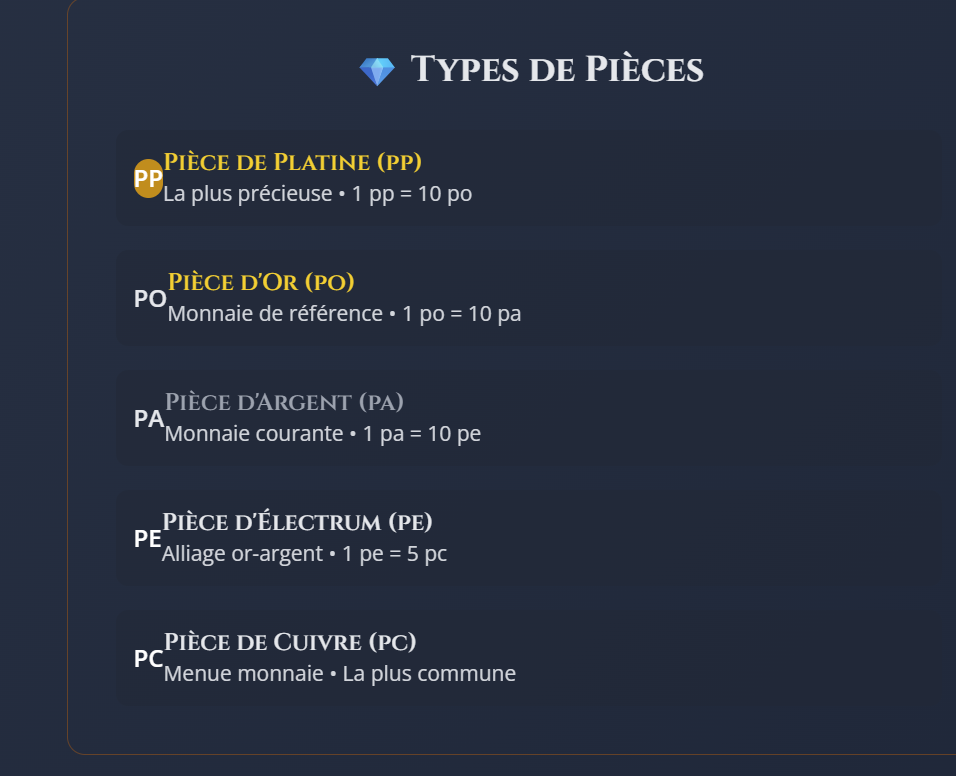 Types de Pièces
PP
Pièce de Platine (pp)
La plus précieuse • 1 pp = 10 po
PO
Pièce d'Or (po)
Monnaie de référence • 1 po = 10 pa
PA
Pièce d'Argent (pa)
Monnaie courante • 1 pa = 10 pe
PE
Pièce d'Électrum (pe)
Alliage or-argent • 1 pe = 5 pc
PC
Pièce de Cuivre (pc)
Menue monnaie • La plus commune